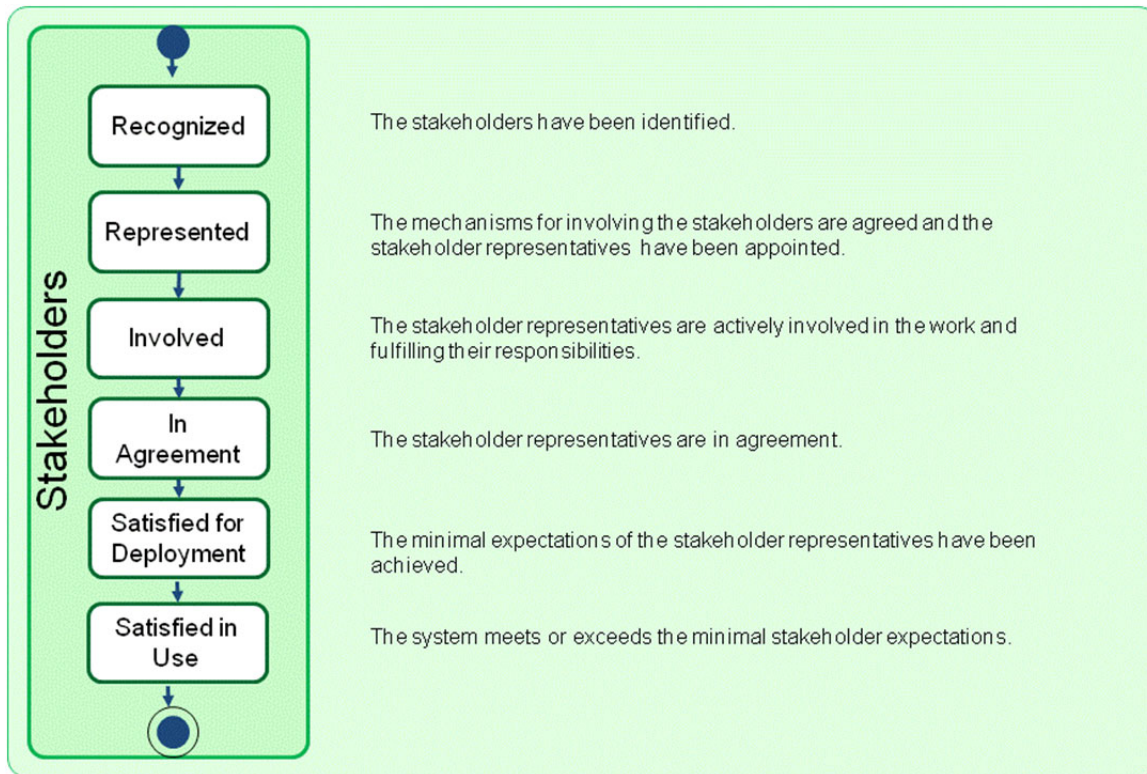 Stakeholders
Recognized
The stakeholders have been identified.
Represented
The mechanisms for involving the stakeholders are agreed and the
stakeholder representatives have been appointed.
Involved
The stakeholder representatives are actively involved in the work and
fulfilling their responsibilities.
In
Agreement
The stakeholder representatives are in agreement.
Satisfied for
Deployment
The minimal expectations of the stakeholder representatives have been
achieved.
Satisfied in
Use
The system meets or exceeds the minimal stakeholder expectations.